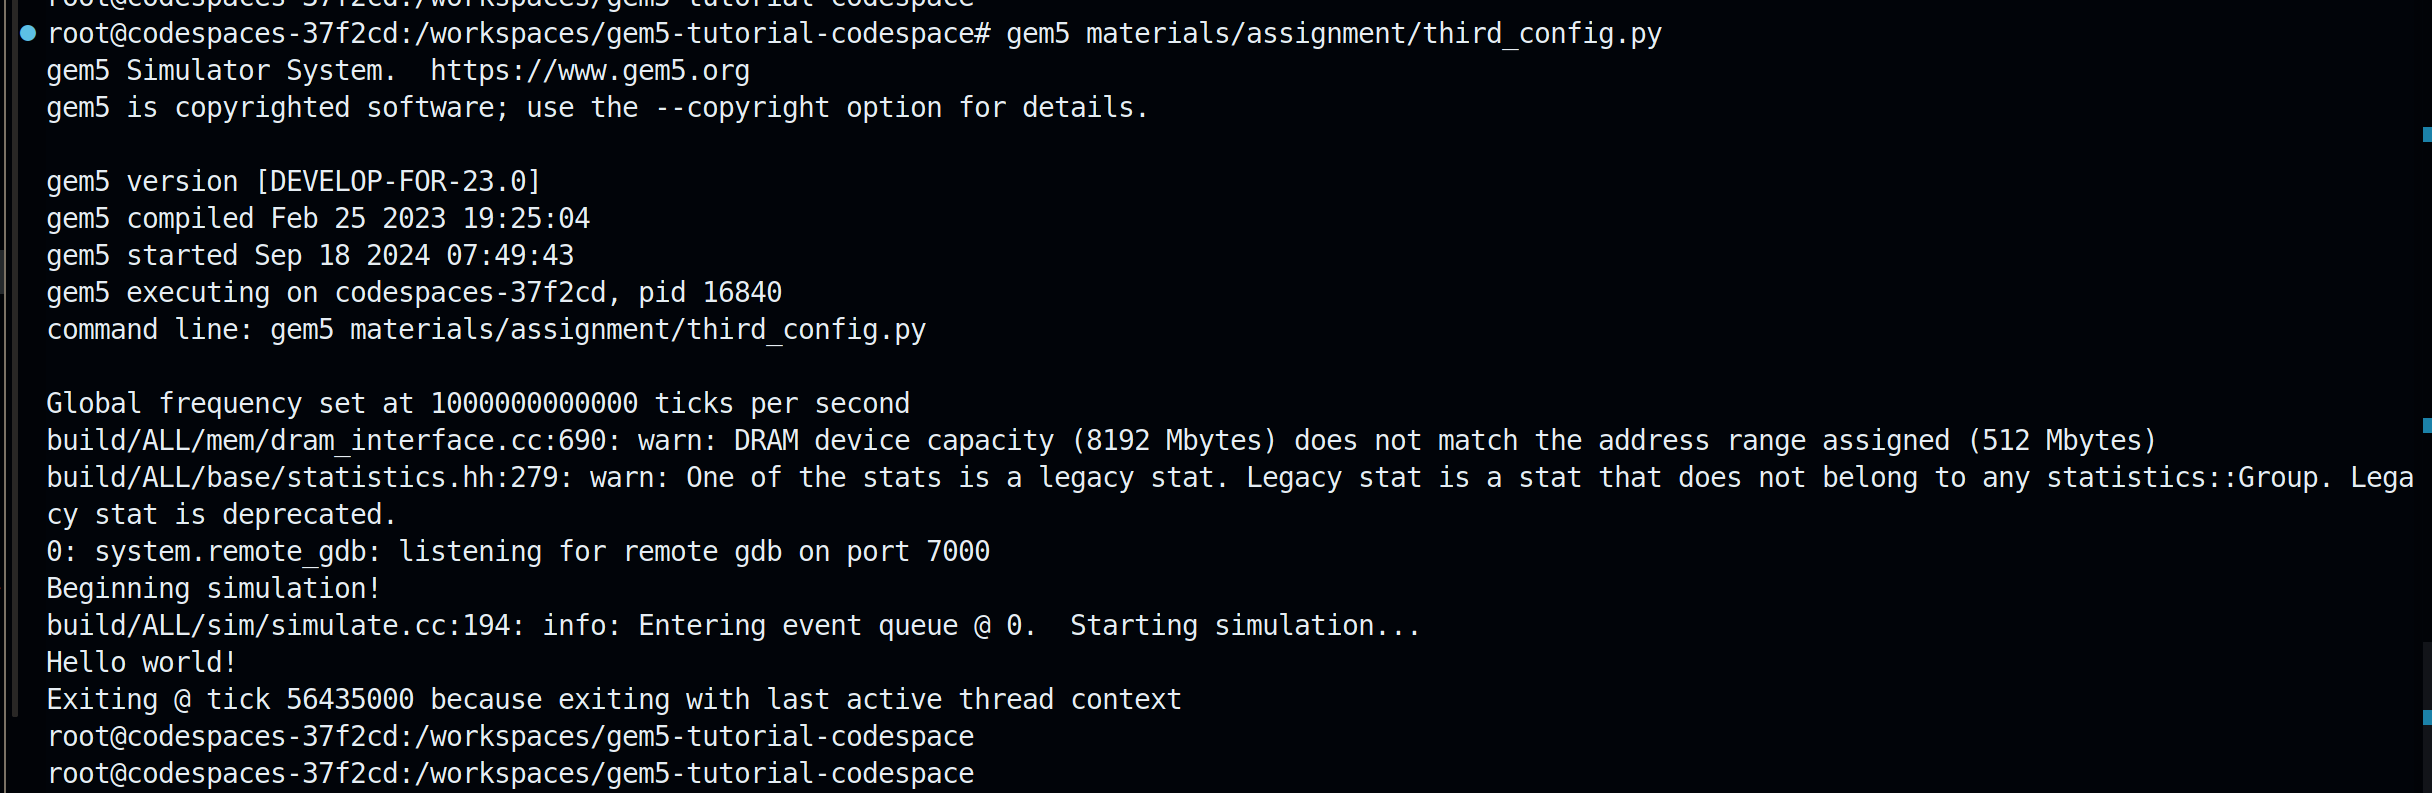 root@codespaces-37f2cd:/workspaces/gem5-tutorial-codespace
root@codespaces-37f2cd:/workspaces/gem5-tutorial-codespace# gem5 materials/assignment/third_config.py
gem5 Simulator System.  https://www.gem5.org
gem5 is copyrighted software; use the --copyright option for details.

gem5 version [DEVELOP-FOR-23.0]
gem5 compiled Feb 25 2023 19:25:04
gem5 started Sep 18 2024 07:49:43
gem5 executing on codespaces-37f2cd, pid 16840
command line: gem5 materials/assignment/third_config.py

Global frequency set at 1000000000000 ticks per second
build/ALL/mem/dram_interface.cc:690: warn: DRAM device capacity (8192 Mbytes) does not match the address range assigned (512 Mbytes)
build/ALL/base/statistics.hh:279: warn: One of the stats is a legacy stat. Legacy stat is a stat that does not belong to any statistics::Group. Lega
cy stat is deprecated.
0: system.remote_gdb: listening for remote gdb on port 7000
Beginning simulation!
build/ALL/sim/simulate.cc:194: info: Entering event queue @ 0.  Starting simulation...
Hello world!
Exiting @ tick 56435000 because exiting with last active thread context
root@codespaces-37f2cd:/workspaces/gem5-tutorial-codespace
root@codespaces-37f2cd:/workspaces/gem5-tutorial-codespace